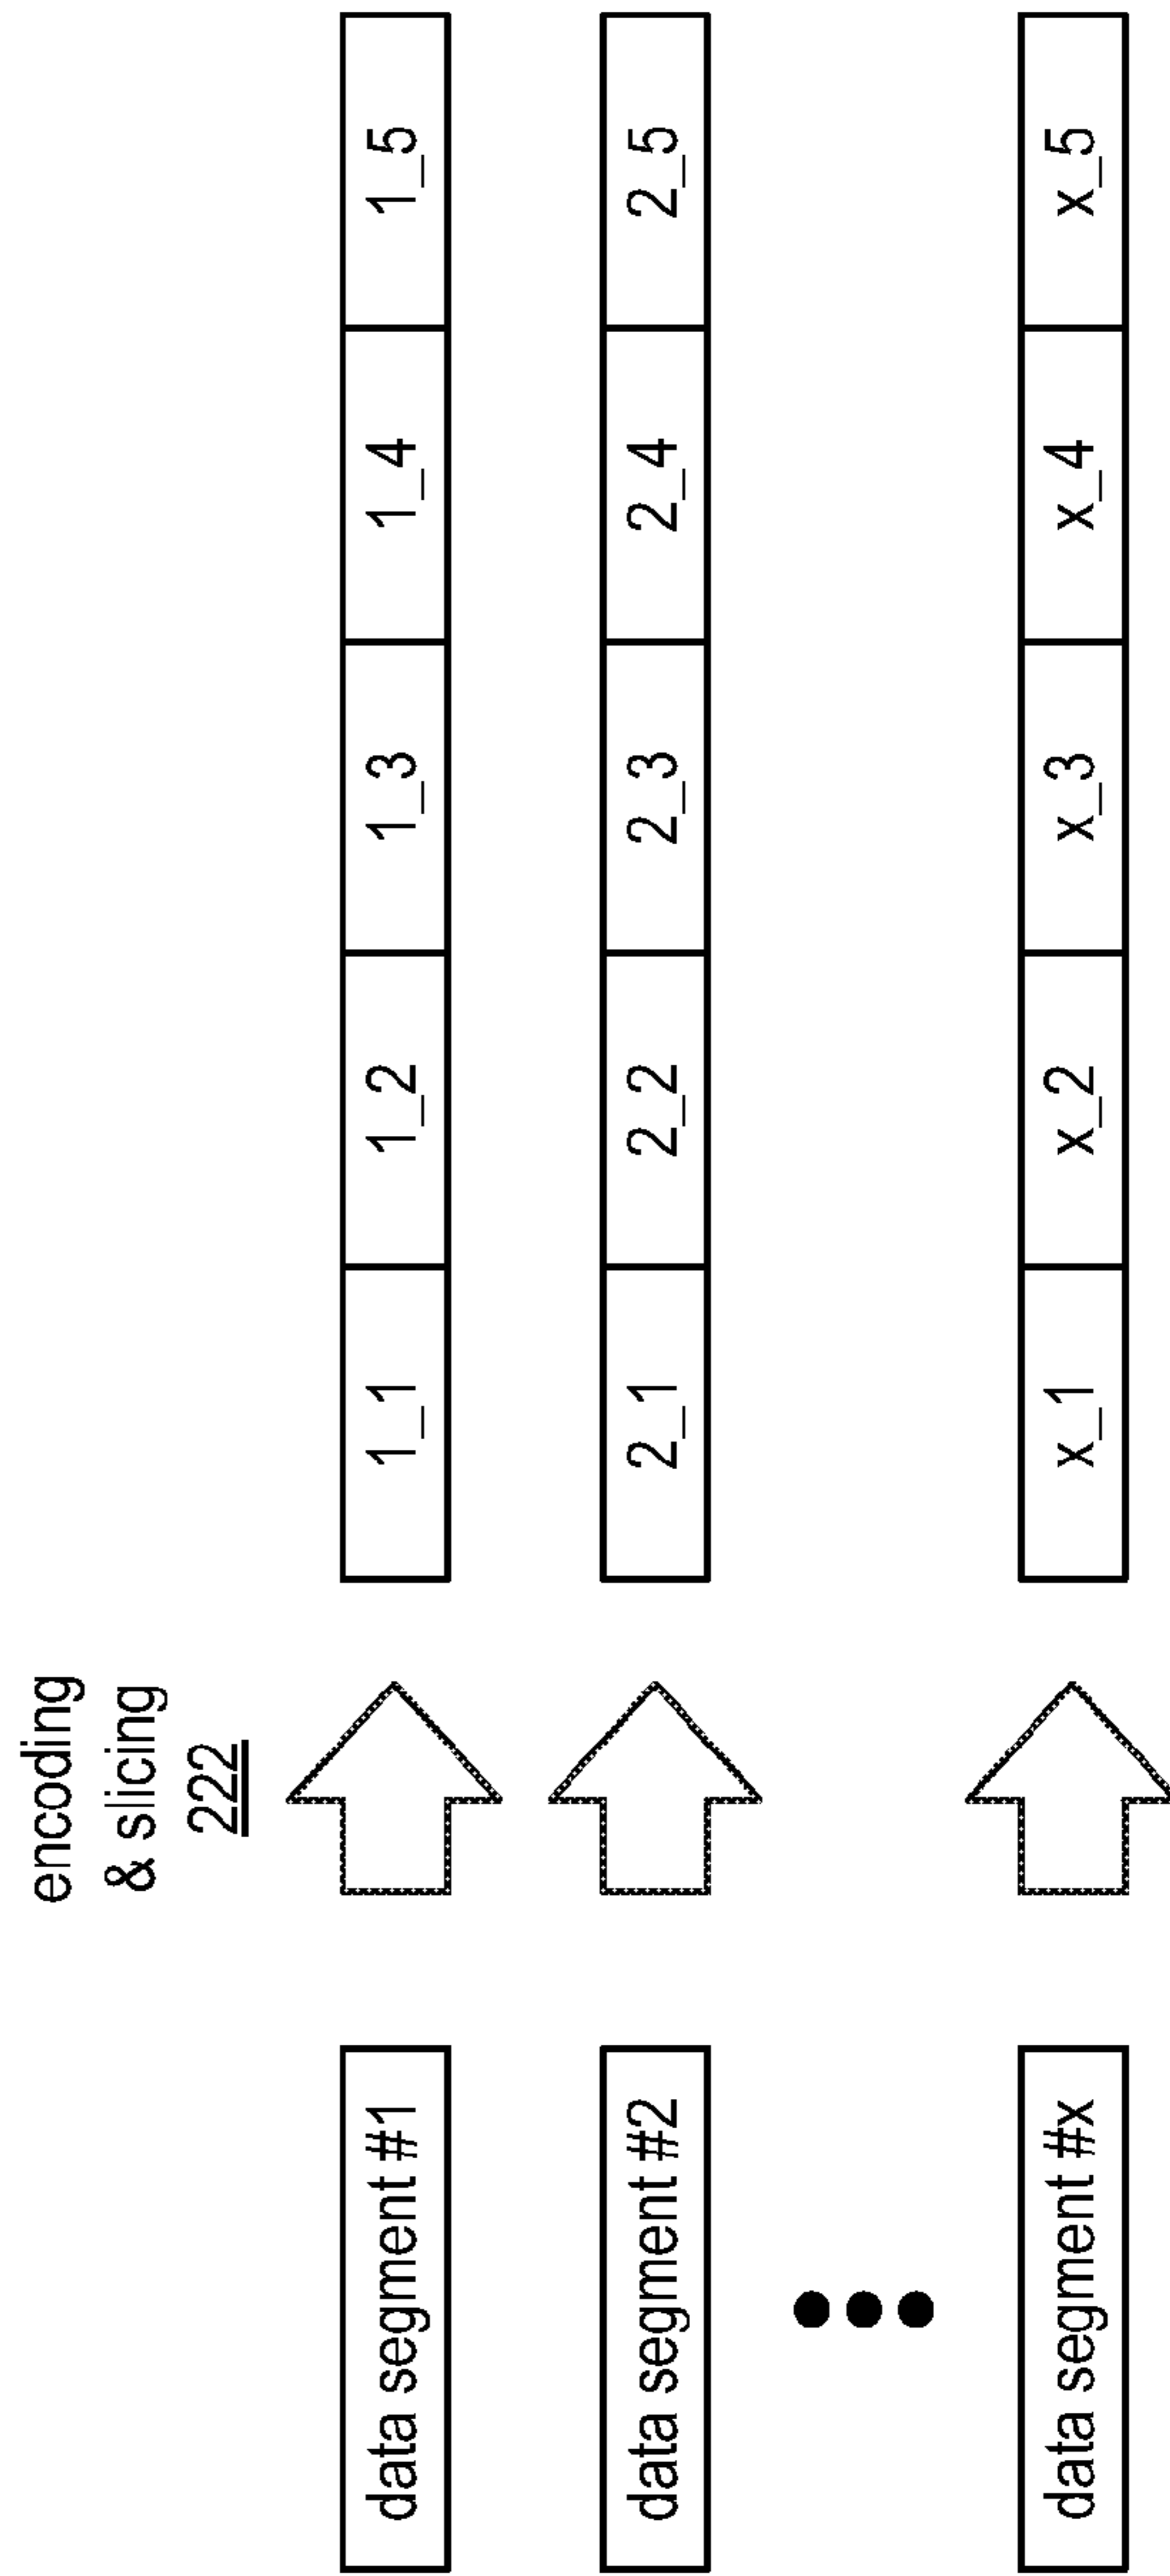 encoding
& slicing
222
data segment #1
1_1 1_2 1_3 1_4 1_5
data segment #2
2_1 2_2 2_3 2_4 2_5
data segment #x
x_1 x_2 x_3 x_4 x_5